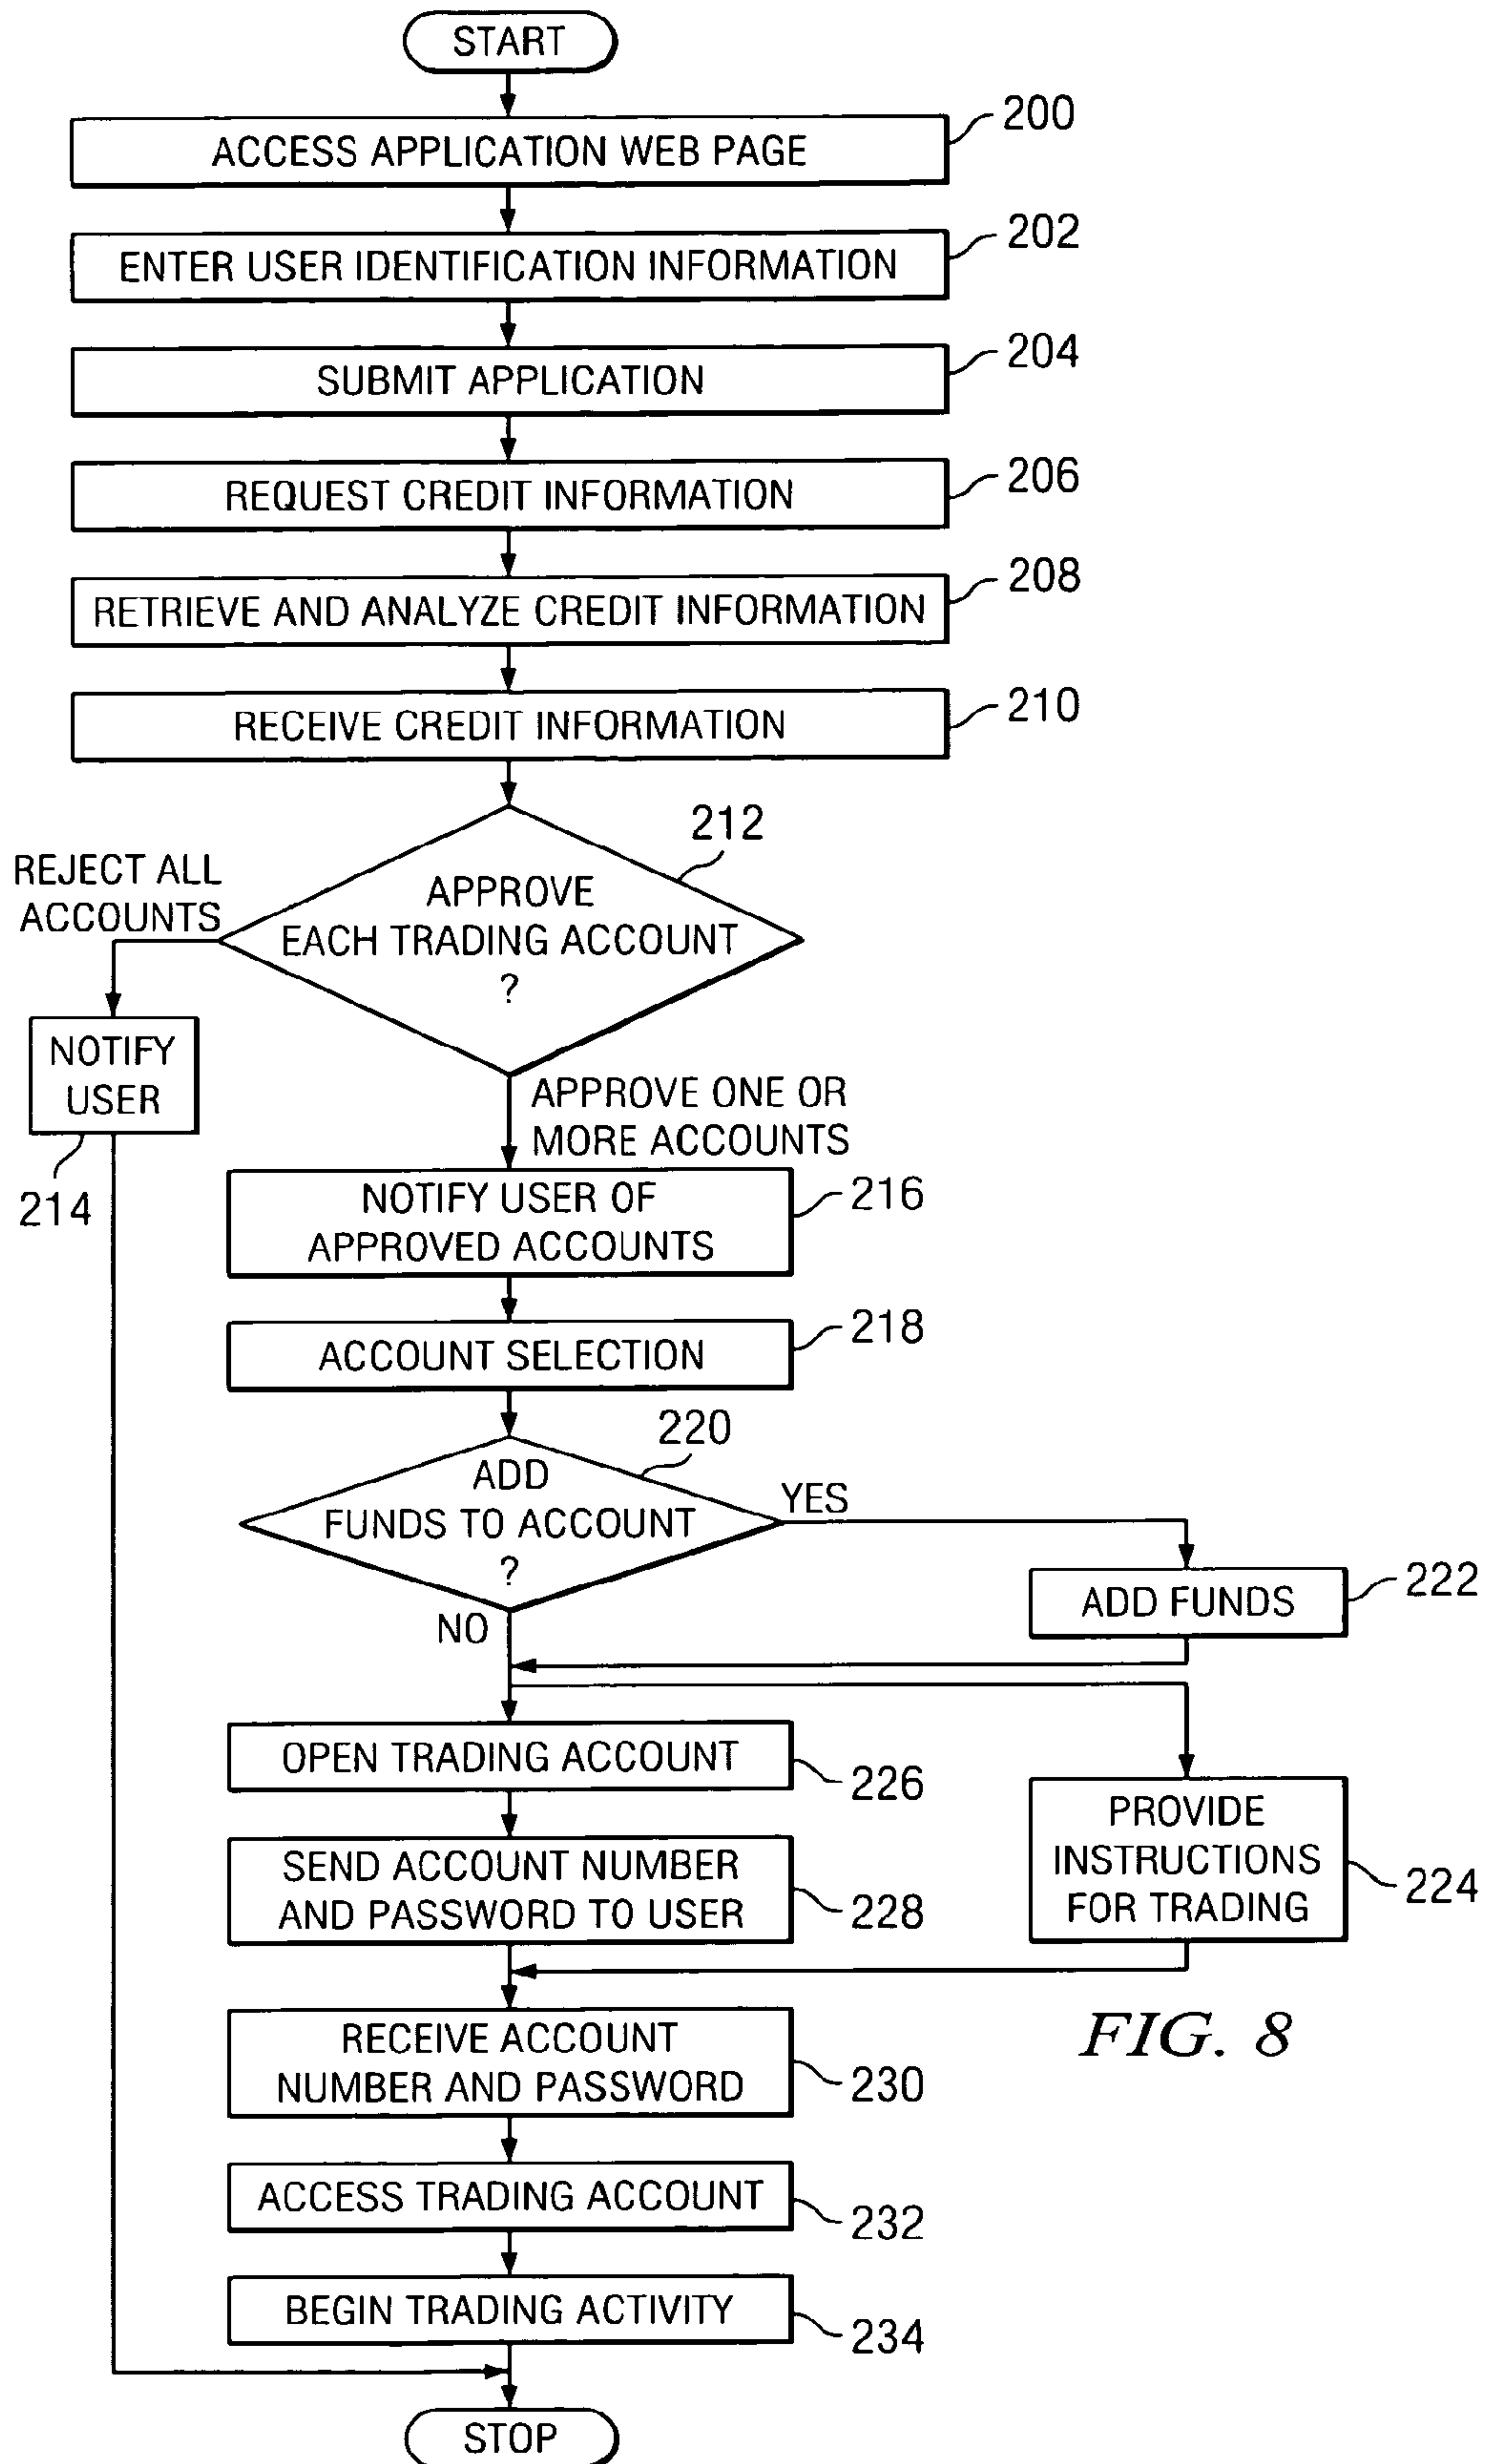 START
ACCESS APPLICATION WEB PAGE
200
ENTER USER IDENTIFICATION INFORMATION
202
SUBMIT APPLICATION
204
REQUEST CREDIT INFORMATION
206
RETRIEVE AND ANALYZE CREDIT INFORMATION
208
RECEIVE CREDIT INFORMATION
210
APPROVE
EACH TRADING ACCOUNT
?
212
REJECT ALL
ACCOUNTS
NOTIFY
USER
214
APPROVE ONE OR
MORE ACCOUNTS
NOTIFY USER OF
APPROVED ACCOUNTS
216
ACCOUNT SELECTION
218
ADD
FUNDS TO ACCOUNT
?
220
YES
ADD FUNDS
222
NO
OPEN TRADING ACCOUNT
226
PROVIDE
INSTRUCTIONS
FOR TRADING
224
SEND ACCOUNT NUMBER
AND PASSWORD TO USER
228
RECEIVE ACCOUNT
NUMBER AND PASSWORD
230
FIG. 8
ACCESS TRADING ACCOUNT
232
BEGIN TRADING ACTIVITY
234
STOP